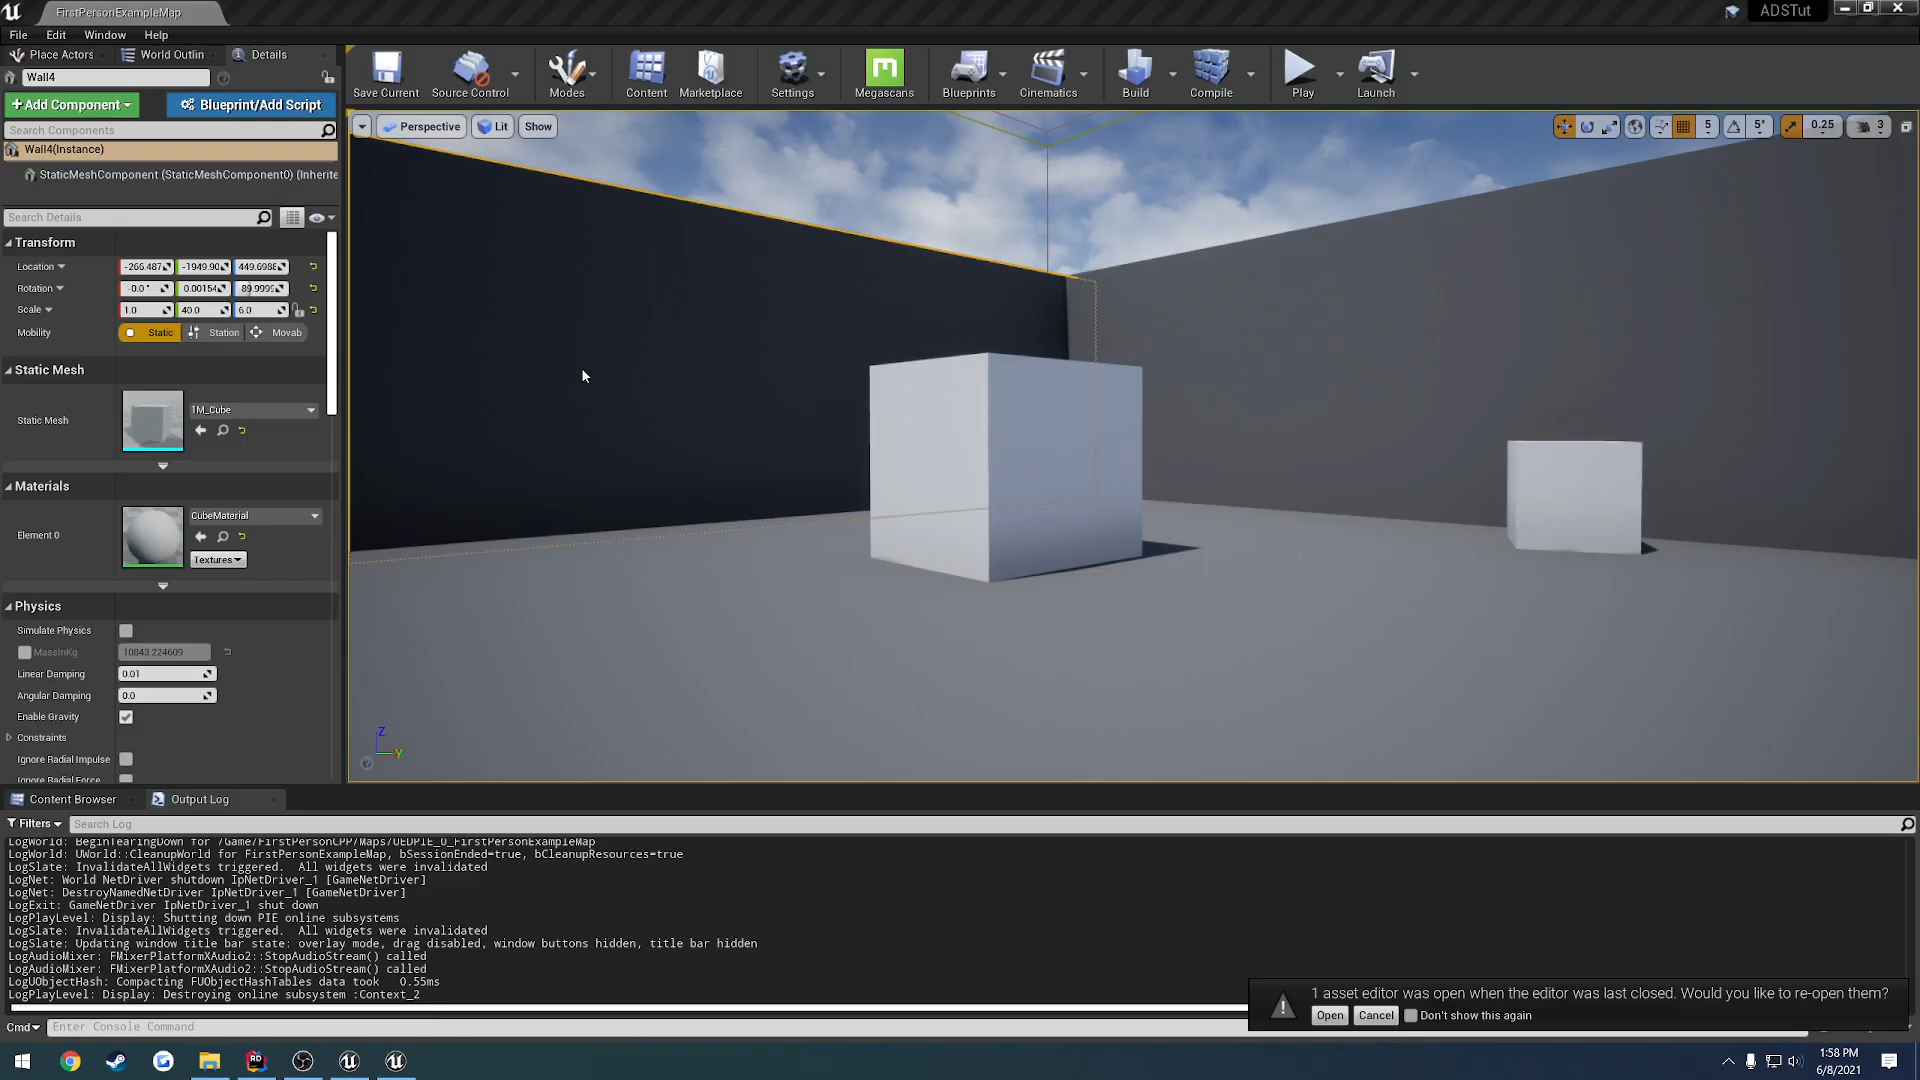 FirstPersonExampleMap
ADSTut
File Edit Window Help
Place Actors World Outlin Details
Wall4
+Add Component Blueprint/Add Script
Search Components
Wall4(Instance)
StaticMeshComponent (StaticMeshComponent0) (Inherite
Search Details
Transform
Location -266.487 -1949.90 449.6988
Rotation -0.0° 0.00154 89.9999
Scale 1.0 40.0 6.0
Mobility Static Station Movab
Static Mesh
Static Mesh 1M_Cube
Materials
Element 0 CubeMaterial
Textures
Physics
Simulate Physics
MassInKg 10843.224609
Linear Damping 0.01
Angular Damping 0.0
Enable Gravity
Constraints
Ignore Radial Impulse
Ignore Radial Force
Save Current Source Control Modes Content Marketplace Settings Megascans Blueprints Cinematics Build Compile Play Launch
Perspective Lit Show
5 5° 0.25 3
Z
Y
Content Browser Output Log
Filters Search Log
LogWorld: BeginTearingDown for /Game/FirstPersonCPP/Maps/UEDPIE_0_FirstPersonExampleMap
LogWorld: UWorld::CleanupWorld for FirstPersonExampleMap, bSessionEnded=true, bCleanupResources=true
LogSlate: InvalidateAllWidgets triggered.  All widgets were invalidated
LogNet: World NetDriver shutdown IpNetDriver_1 [GameNetDriver]
LogNet: DestroyNamedNetDriver IpNetDriver_1 [GameNetDriver]
LogExit: GameNetDriver IpNetDriver_1 shut down
LogPlayLevel: Display: Shutting down PIE online subsystems
LogSlate: InvalidateAllWidgets triggered.  All widgets were invalidated
LogSlate: Updating window title bar state: overlay mode, drag disabled, window buttons hidden, title bar hidden
LogAudioMixer: FMixerPlatformXAudio2::StopAudioStream() called
LogAudioMixer: FMixerPlatformXAudio2::StopAudioStream() called
LogUObjectHash: Compacting FUObjectHashTables data took   0.55ms
LogPlayLevel: Display: Destroying online subsystem :Context_2
1 asset editor was open when the editor was last closed. Would you like to re-open them?
Open Cancel Don't show this again
Cmd Enter Console Command
1:58 PM
6/8/2021